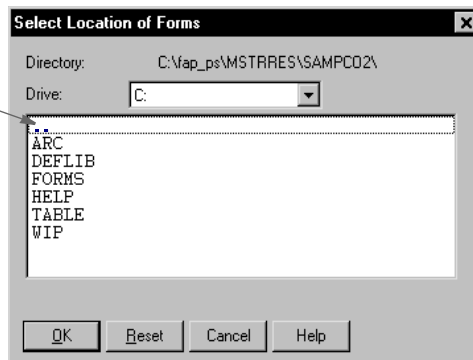 Select Location of Forms
Directory: C:\fap_ps\MSTRRES\SAMPCO2\
Drive: C:
..
ARC
DEFLIB
FORMS
HELP
TABLE
WIP
OK Reset Cancel Help